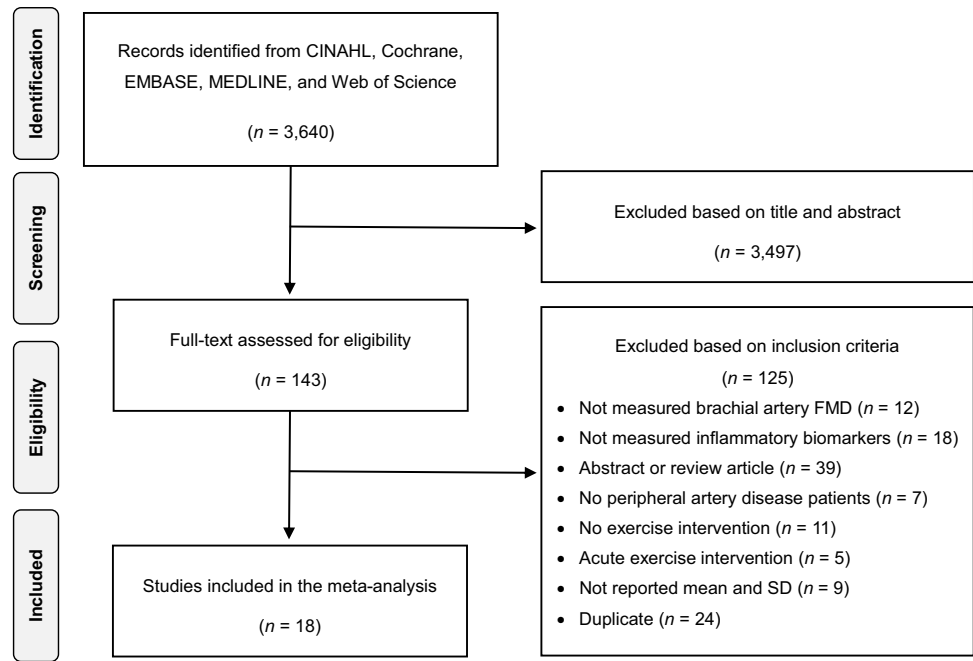 Identification
Records identified from CINAHL, Cochrane,
EMBASE, MEDLINE, and Web of Science
(n = 3,640)
Screening
Excluded based on title and abstract
(n = 3,497)
Eligibility
Full-text assessed for eligibility
(n = 143)
Excluded based on inclusion criteria
(n = 125)
• Not measured brachial artery FMD (n = 12)
• Not measured inflammatory biomarkers (n = 18)
• Abstract or review article (n = 39)
• No peripheral artery disease patients (n = 7)
• No exercise intervention (n = 11)
• Acute exercise intervention (n = 5)
• Not reported mean and SD (n = 9)
• Duplicate (n = 24)
Included
Studies included in the meta-analysis
(n = 18)